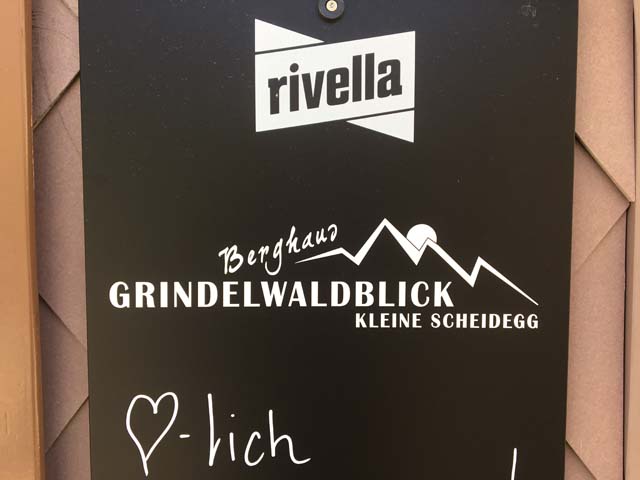 rivella
Berghaus
GRINDELWALDBLICK
KLEINE SCHEIDEGG
♡-lich